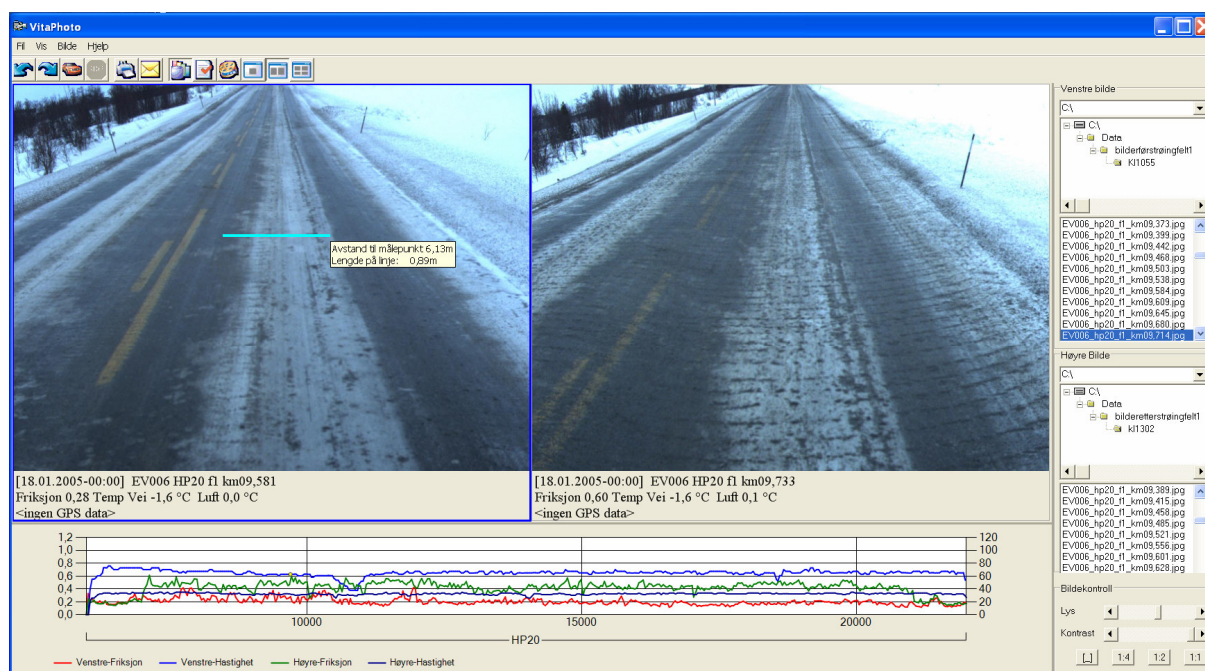 VitaPhoto
Fil Vis Bilde Hjelp
Avstand til målepunkt 6,13m
Lengde på linje: 0,89m
[18.01.2005-00:00] EV006 HP20 f1 km09,581
Friksjon 0,28 Temp Vei -1,6 °C Luft 0,0 °C
<ingen GPS data>
[18.01.2005-00:00] EV006 HP20 f1 km09,733
Friksjon 0,60 Temp Vei -1,6 °C Luft 0,1 °C
<ingen GPS data>
Venstre bilde
C:\
C:\
Data
bilderførstrøingfelt1
Kl1055
EV006_hp20_f1_km09,373.jpg
EV006_hp20_f1_km09,399.jpg
EV006_hp20_f1_km09,442.jpg
EV006_hp20_f1_km09,468.jpg
EV006_hp20_f1_km09,503.jpg
EV006_hp20_f1_km09,538.jpg
EV006_hp20_f1_km09,584.jpg
EV006_hp20_f1_km09,609.jpg
EV006_hp20_f1_km09,645.jpg
EV006_hp20_f1_km09,680.jpg
EV006_hp20_f1_km09,714.jpg
Høyre Bilde
C:\
C:\
Data
bilderetterstrøingfelt1
kl1302
EV006_hp20_f1_km09,389.jpg
EV006_hp20_f1_km09,415.jpg
EV006_hp20_f1_km09,458.jpg
EV006_hp20_f1_km09,485.jpg
EV006_hp20_f1_km09,521.jpg
EV006_hp20_f1_km09,556.jpg
EV006_hp20_f1_km09,601.jpg
EV006_hp20_f1_km09,628.jpg
Bildekontroll
Lys
Kontrast
[_] 1:4 1:2 1:1
1,2 120
1,0 100
0,8 80
0,6 60
0,4 40
0,2 20
0,0 0
10000 15000 20000
HP20
Venstre-Friksjon Venstre-Hastighet Høyre-Friksjon Høyre-Hastighet